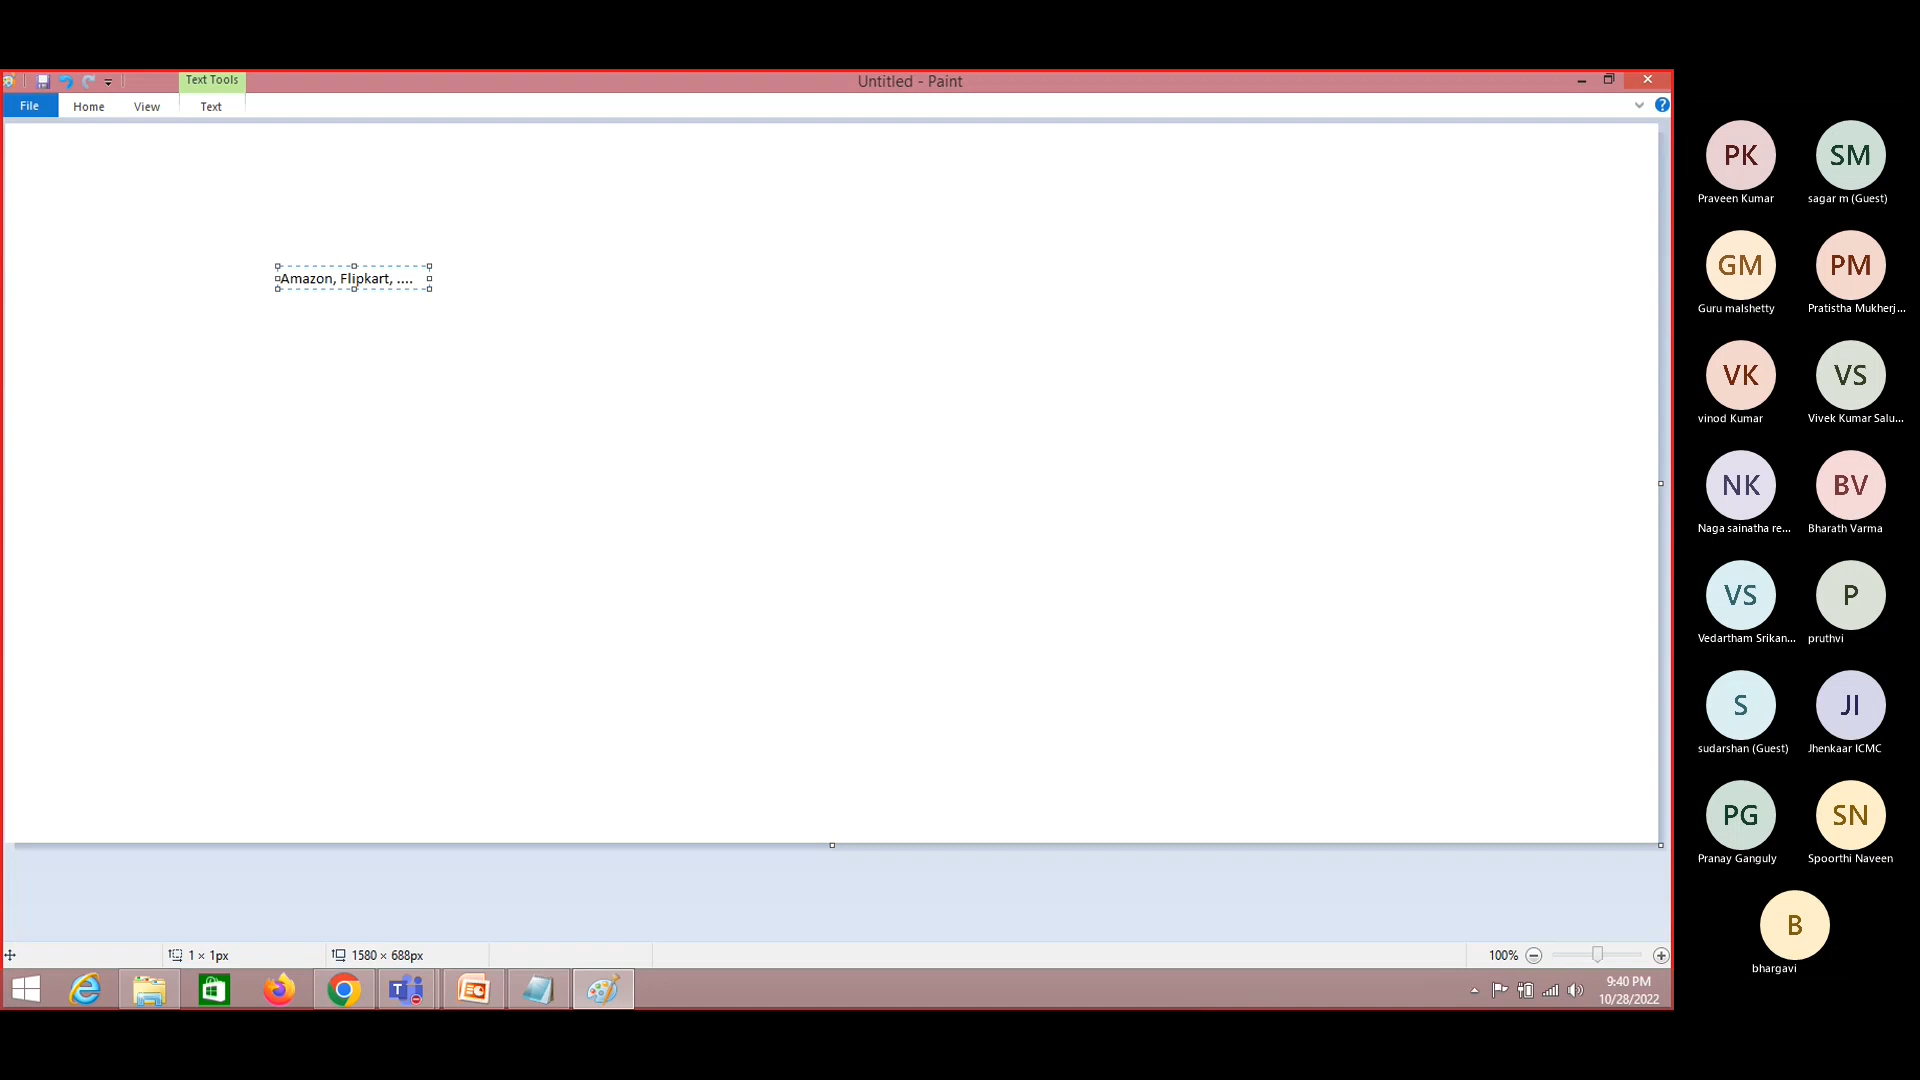 Text Tools
Untitled - Paint
File
Home
View
Text
?
Amazon, Flipkart, ....
1 × 1px
1580 × 688px
100%
9:40 PM
10/28/2022
PK
Praveen Kumar
SM
sagar m (Guest)
GM
Guru malshetty
PM
Pratistha Mukherj...
VK
vinod Kumar
VS
Vivek Kumar Salu...
NK
Naga sainatha re...
BV
Bharath Varma
VS
Vedartham Srikan...
P
pruthvi
S
sudarshan (Guest)
JI
Jhenkaar ICMC
PG
Pranay Ganguly
SN
Spoorthi Naveen
B
bhargavi